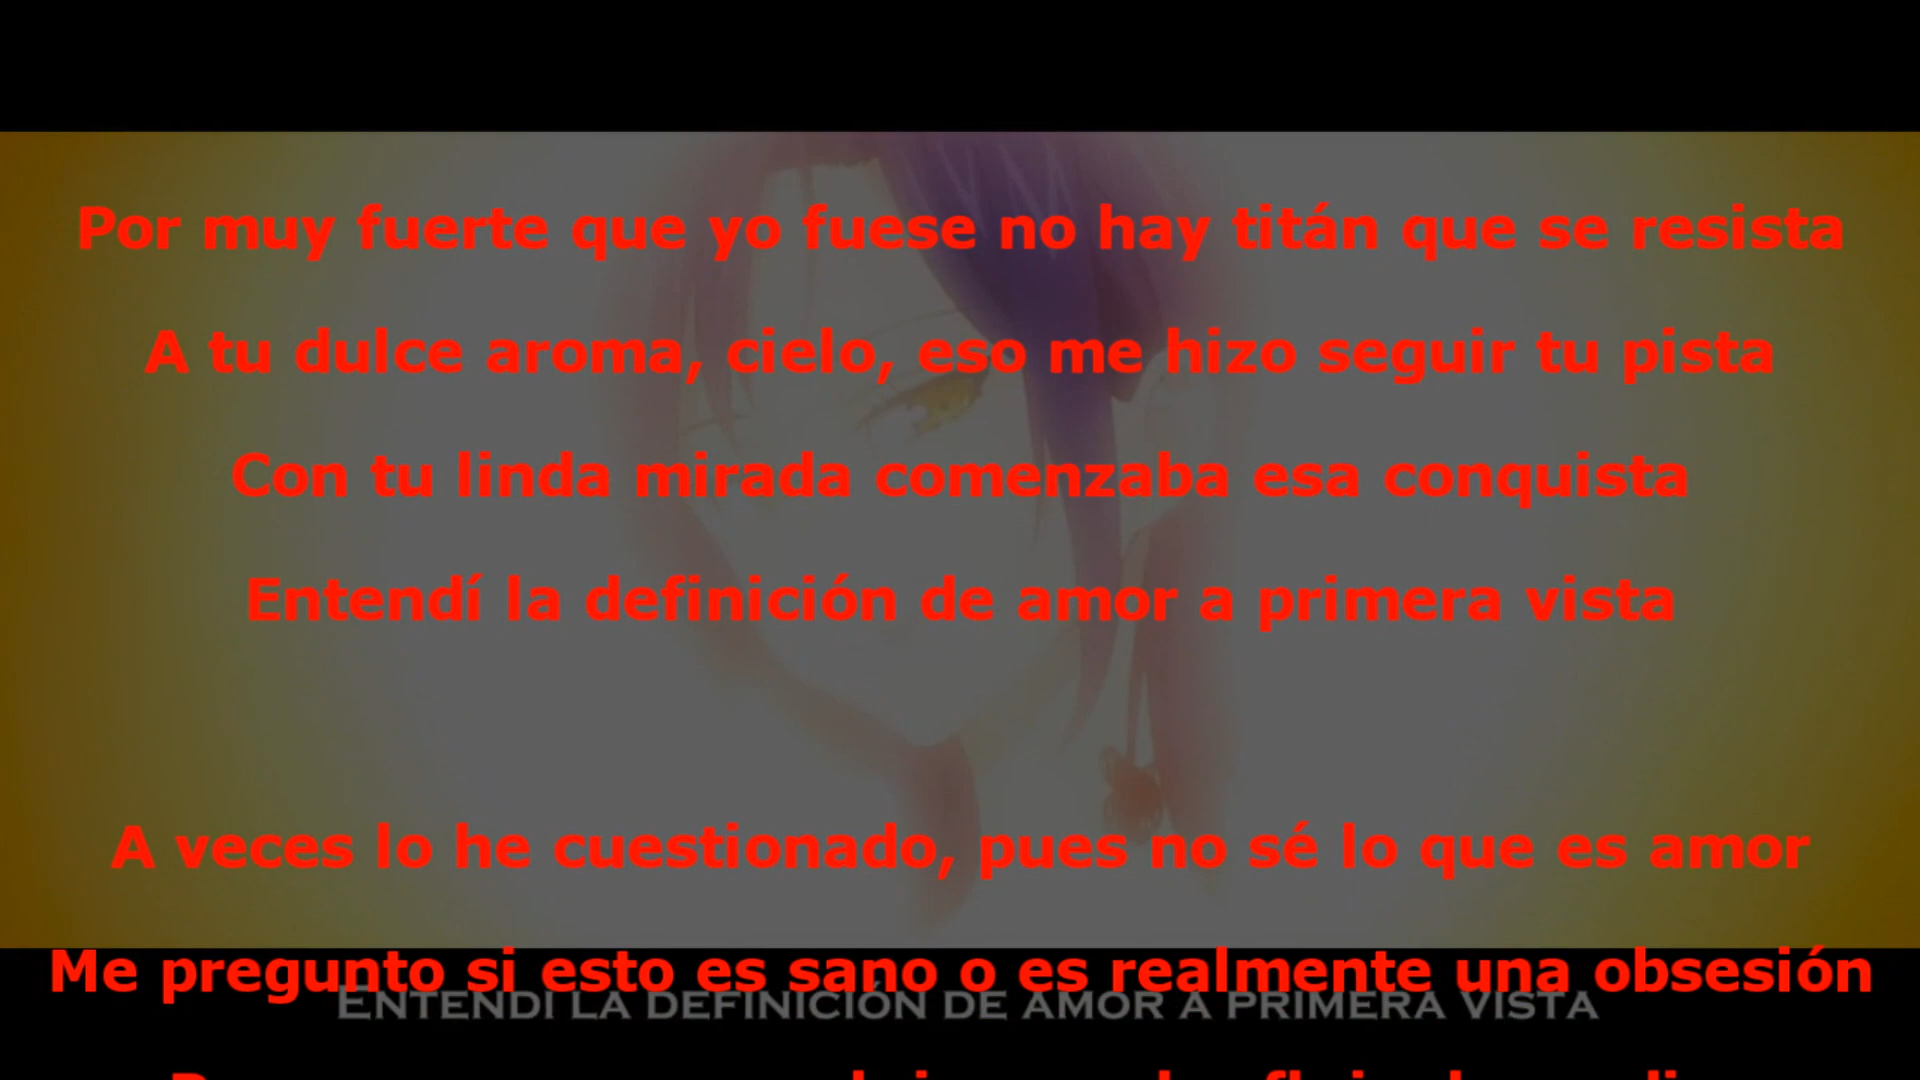 Por muy fuerte que yo fuese no hay titán que se resista
A tu dulce aroma, cielo, eso me hizo seguir tu pista
Con tu linda mirada comenzaba esa conquista
Entendí la definición de amor a primera vista
A veces lo he cuestionado, pues no sé lo que es amor
Me pregunto si esto es sano o es realmente una obsesión
ENTENDÍ LA DEFINICIÓN DE AMOR A PRIMERA VISTA